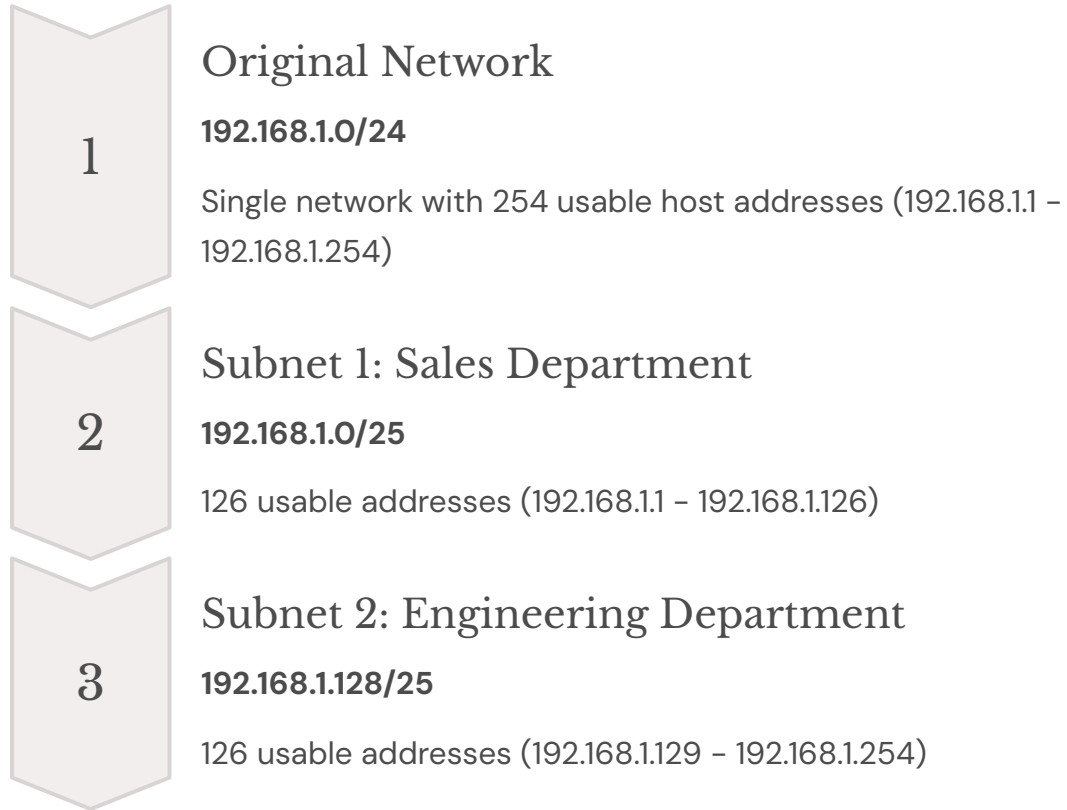 1
Original Network
192.168.1.0/24
Single network with 254 usable host addresses (192.168.1.1 –
192.168.1.254)
2
Subnet 1: Sales Department
192.168.1.0/25
126 usable addresses (192.168.1.1 – 192.168.1.126)
3
Subnet 2: Engineering Department
192.168.1.128/25
126 usable addresses (192.168.1.129 – 192.168.1.254)